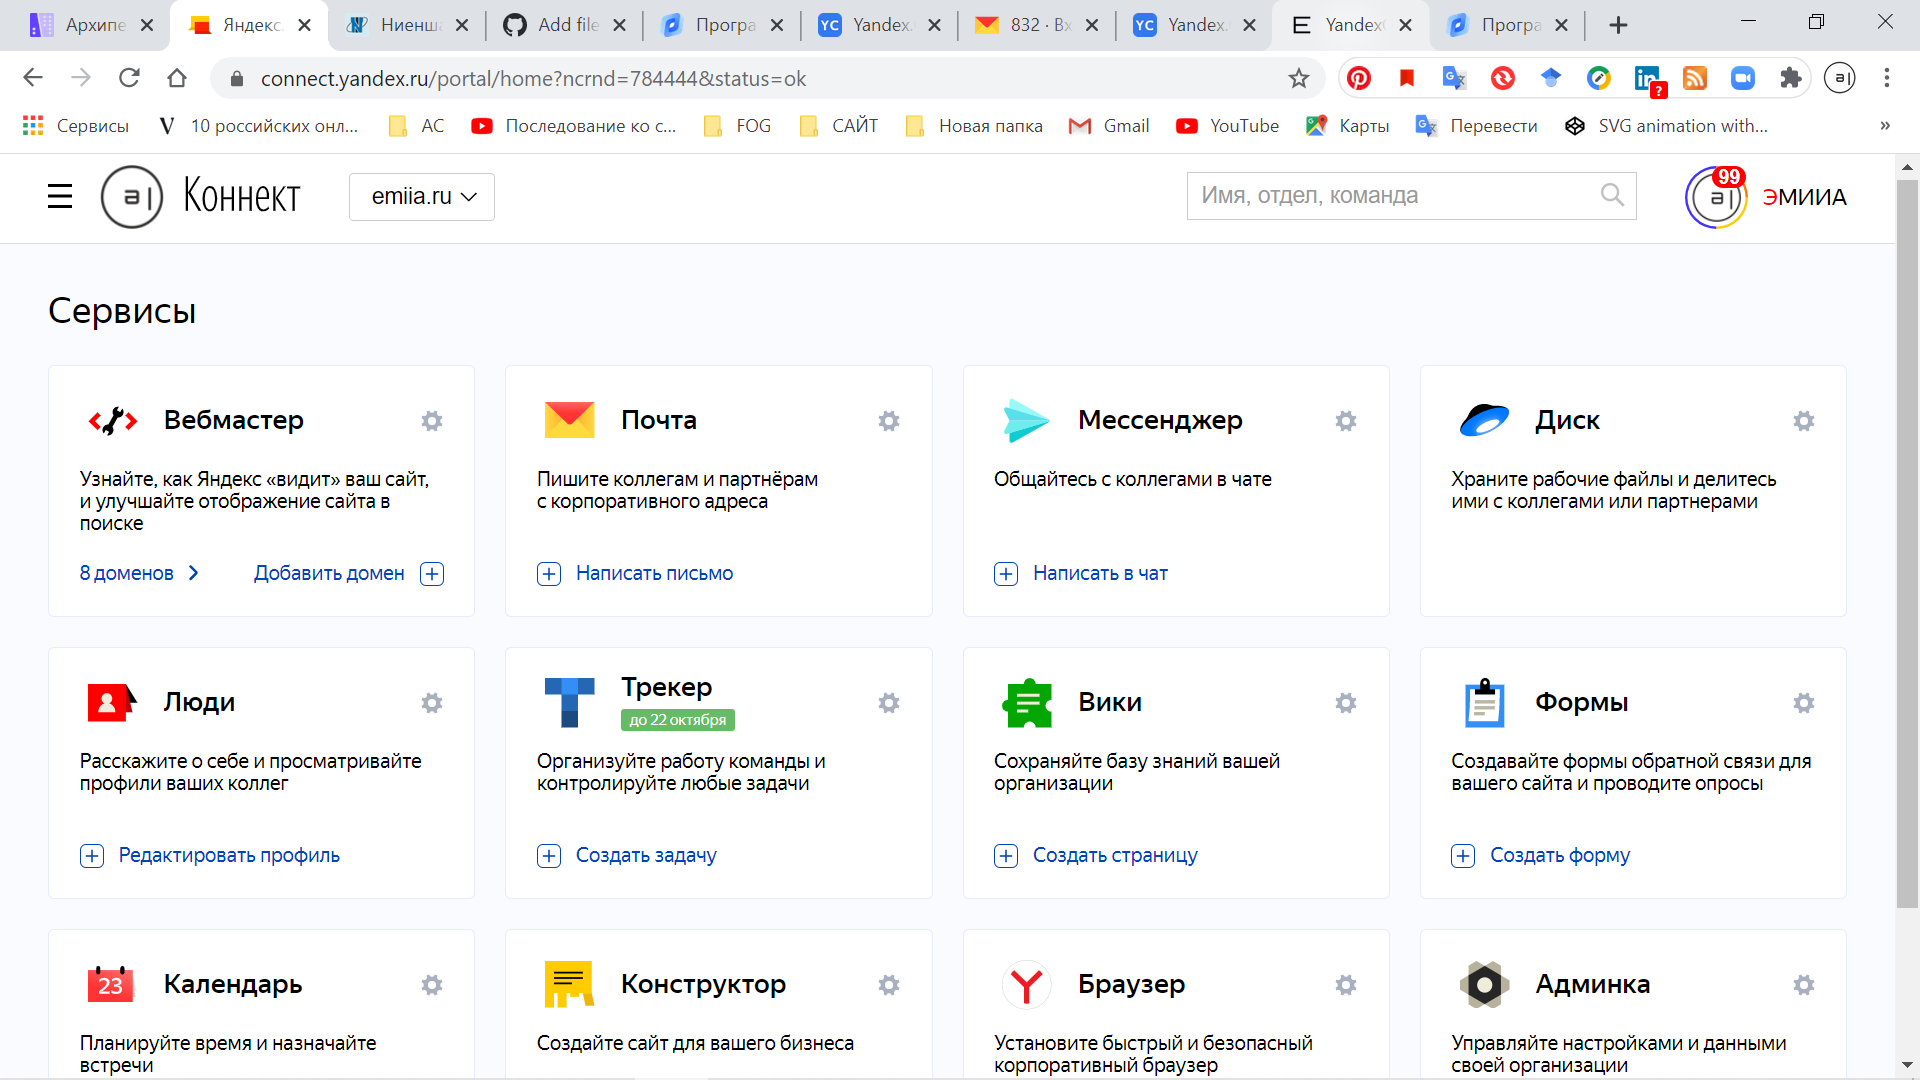 Архипе
Яндекс.
Ниенша
Add file
Програ
YC
Yandex.
832 · Вх
YC
Yandex.
Yandex
Програ
connect.yandex.ru/portal/home?ncrnd=784444&status=ok
Сервисы
10 российских онл...
АС
Последование ко с...
FOG
САЙТ
Новая папка
Gmail
YouTube
Карты
Перевести
SVG animation with...
Коннект
emiia.ru
Имя, отдел, команда
99
ЭМИИА
Сервисы
Вебмастер
Узнайте, как Яндекс «видит» ваш сайт,
и улучшайте отображение сайта в
поиске
8 доменов
Добавить домен
Почта
Пишите коллегам и партнёрам
с корпоративного адреса
Написать письмо
Мессенджер
Общайтесь с коллегами в чате
Написать в чат
Диск
Храните рабочие файлы и делитесь
ими с коллегами или партнерами
Люди
Расскажите о себе и просматривайте
профили ваших коллег
Редактировать профиль
Трекер
до 22 октября
Организуйте работу команды и
контролируйте любые задачи
Создать задачу
Вики
Сохраняйте базу знаний вашей
организации
Создать страницу
Формы
Создавайте формы обратной связи для
вашего сайта и проводите опросы
Создать форму
23
Календарь
Планируйте время и назначайте
встречи
Конструктор
Создайте сайт для вашего бизнеса
Браузер
Установите быстрый и безопасный
корпоративный браузер
Админка
Управляйте настройками и данными
своей организации